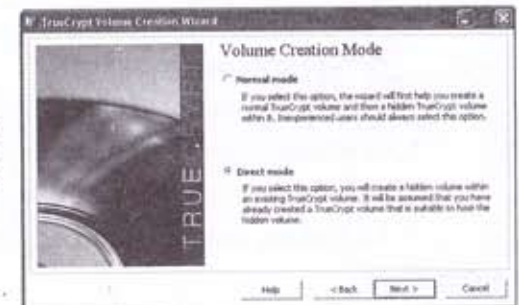 TrueCrypt Volume Creation Wizard
Volume Creation Mode
Normal mode
If you select this option, the wizard will first help you create a
normal TrueCrypt volume and then a hidden TrueCrypt volume
within it. Inexperienced users should always select this option.
Direct mode
If you select this option, you will create a hidden volume within
an existing TrueCrypt volume. It will be assumed that you have
already created a TrueCrypt volume that is suitable to host the
hidden volume.
TRUE
Help
< Back
Next >
Cancel